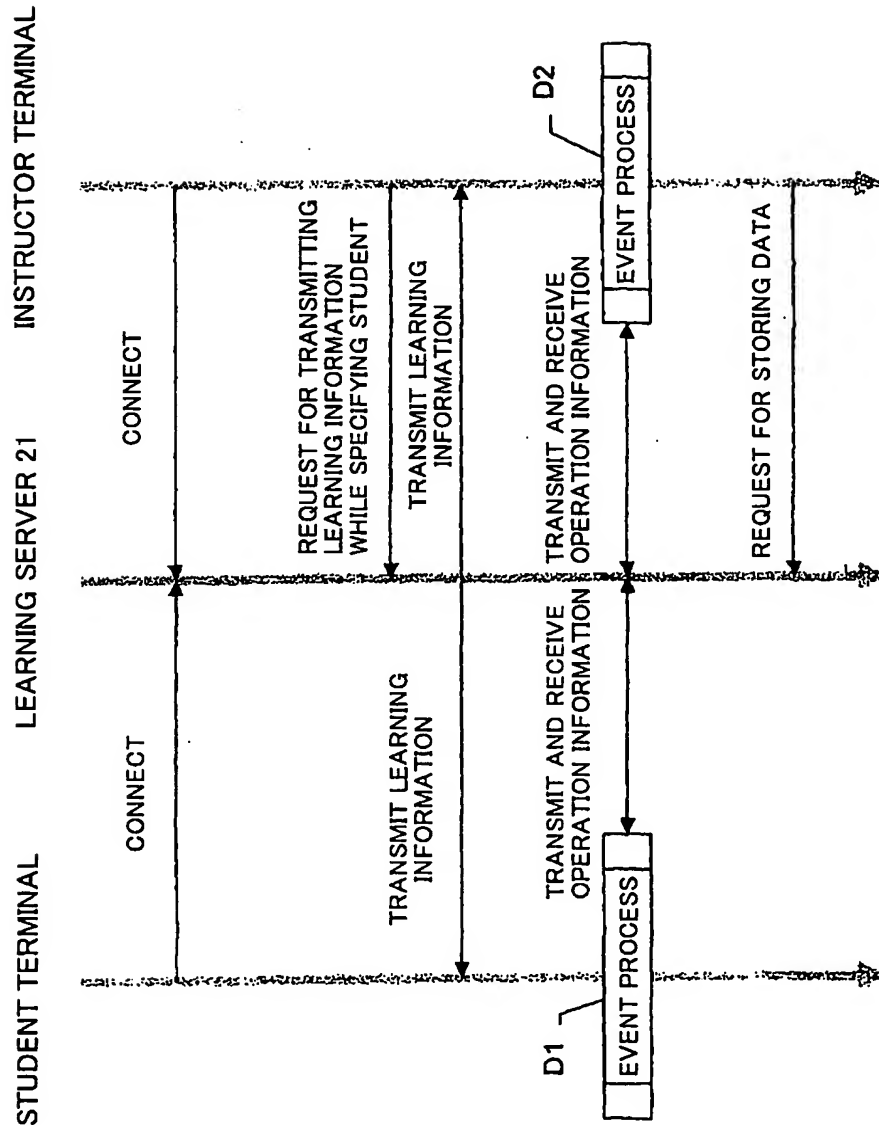 STUDENT TERMINAL
LEARNING SERVER 21
INSTRUCTOR TERMINAL
CONNECT
CONNECT
REQUEST FOR TRANSMITTING
LEARNING INFORMATION
WHILE SPECIFYING STUDENT
TRANSMIT LEARNING
INFORMATION
TRANSMIT LEARNING
INFORMATION
D1
EVENT PROCESS
TRANSMIT AND RECEIVE
OPERATION INFORMATION
TRANSMIT AND RECEIVE
OPERATION INFORMATION
D2
EVENT PROCESS
REQUEST FOR STORING DATA